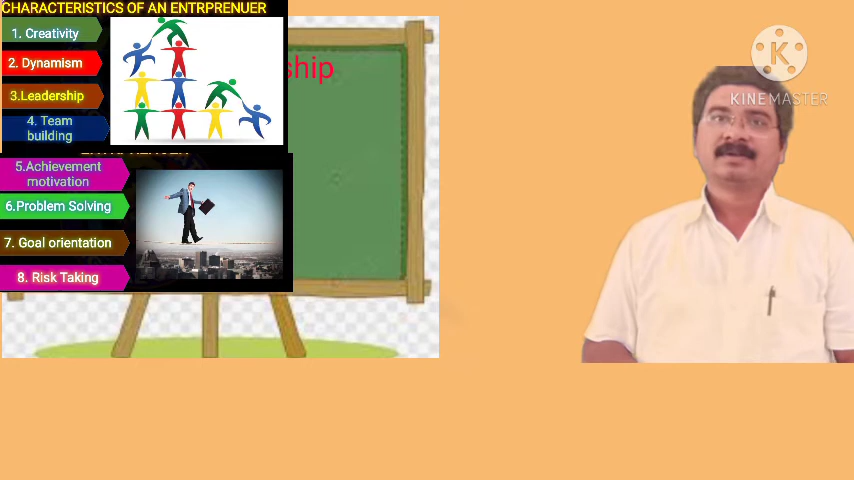 CHARACTERISTICS OF AN ENTRPRENUER
1. Creativity
2. Dynamism
3.Leadership
4. Team
building
ship
5.Achievement
motivation
6.Problem Solving
7. Goal orientation
8. Risk Taking
K
KINEMASTER